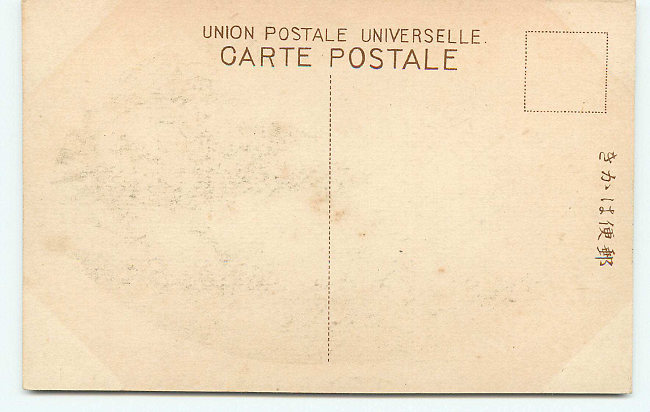 UNION POSTALE UNIVERSELLE.
CARTE POSTALE
郵便はかき